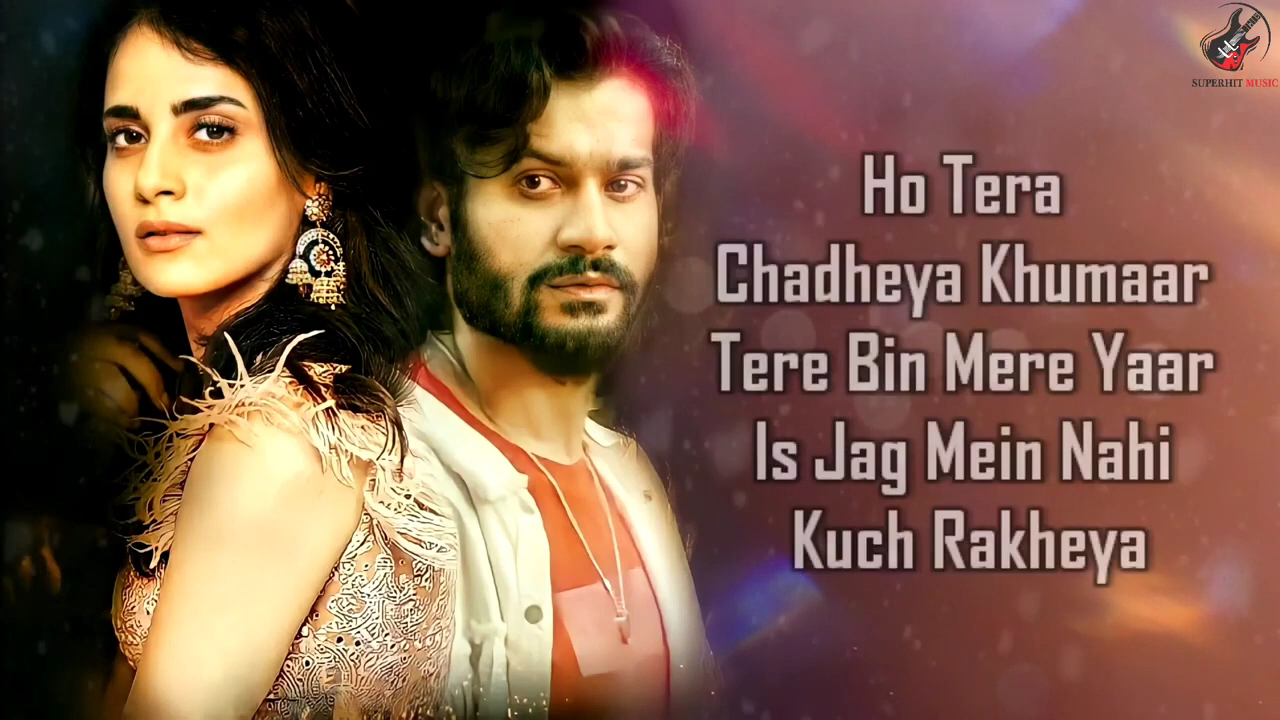 SUPERHIT MUSIC
Ho Tera
Chadheya Khumaar
Tere Bin Mere Yaar
Is Jag Mein Nahi
Kuch Rakheya